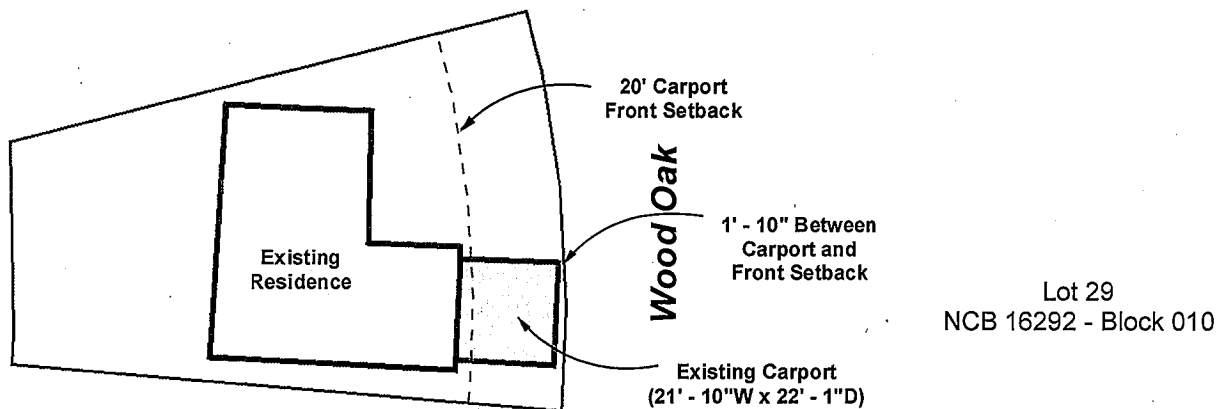 20' Carport
Front Setback
Existing
Residence
Wood Oak
1' - 10" Between
Carport and
Front Setback
Lot 29
NCB 16292 - Block 010
Existing Carport
(21' - 10"W x 22' - 1"D)